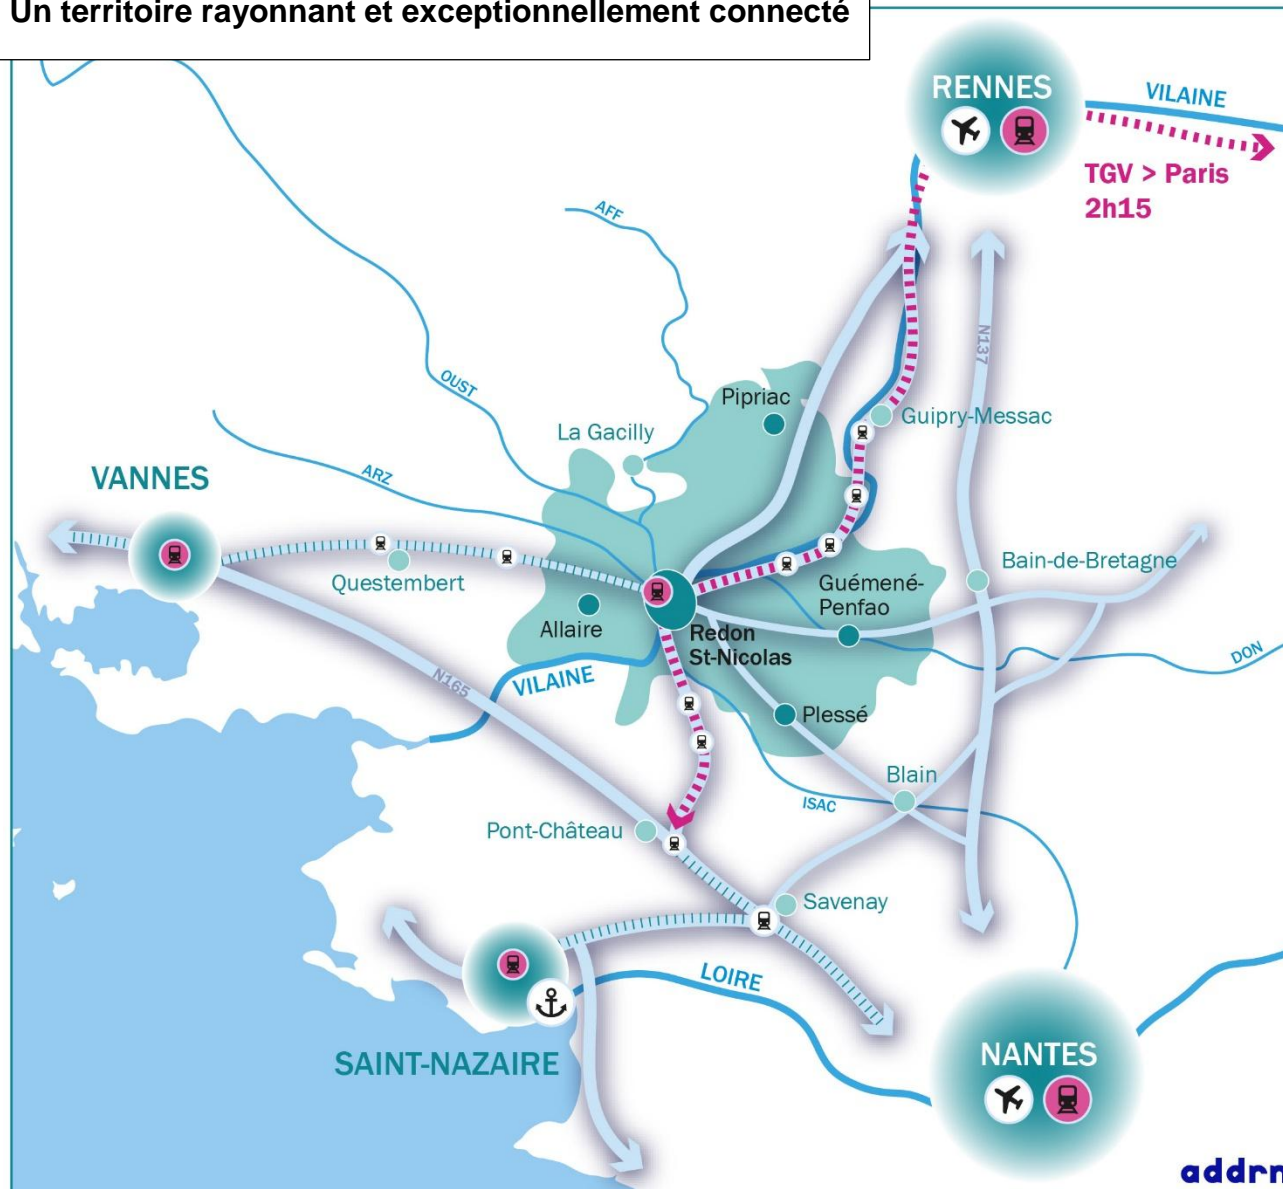 Un territoire rayonnant et exceptionnellement connecté
RENNES
VILAINE
TGV > Paris
2h15
AFF
N137
OUST
Pipriac
Guipry-Messac
La Gacilly
ARZ
VANNES
Questembert
Bain-de-Bretagne
Guémené-
Penfao
Allaire
Redon
St-Nicolas
DON
VILAINE
N165
Plessé
Blain
ISAC
Pont-Château
Savenay
LOIRE
SAINT-NAZAIRE
NANTES